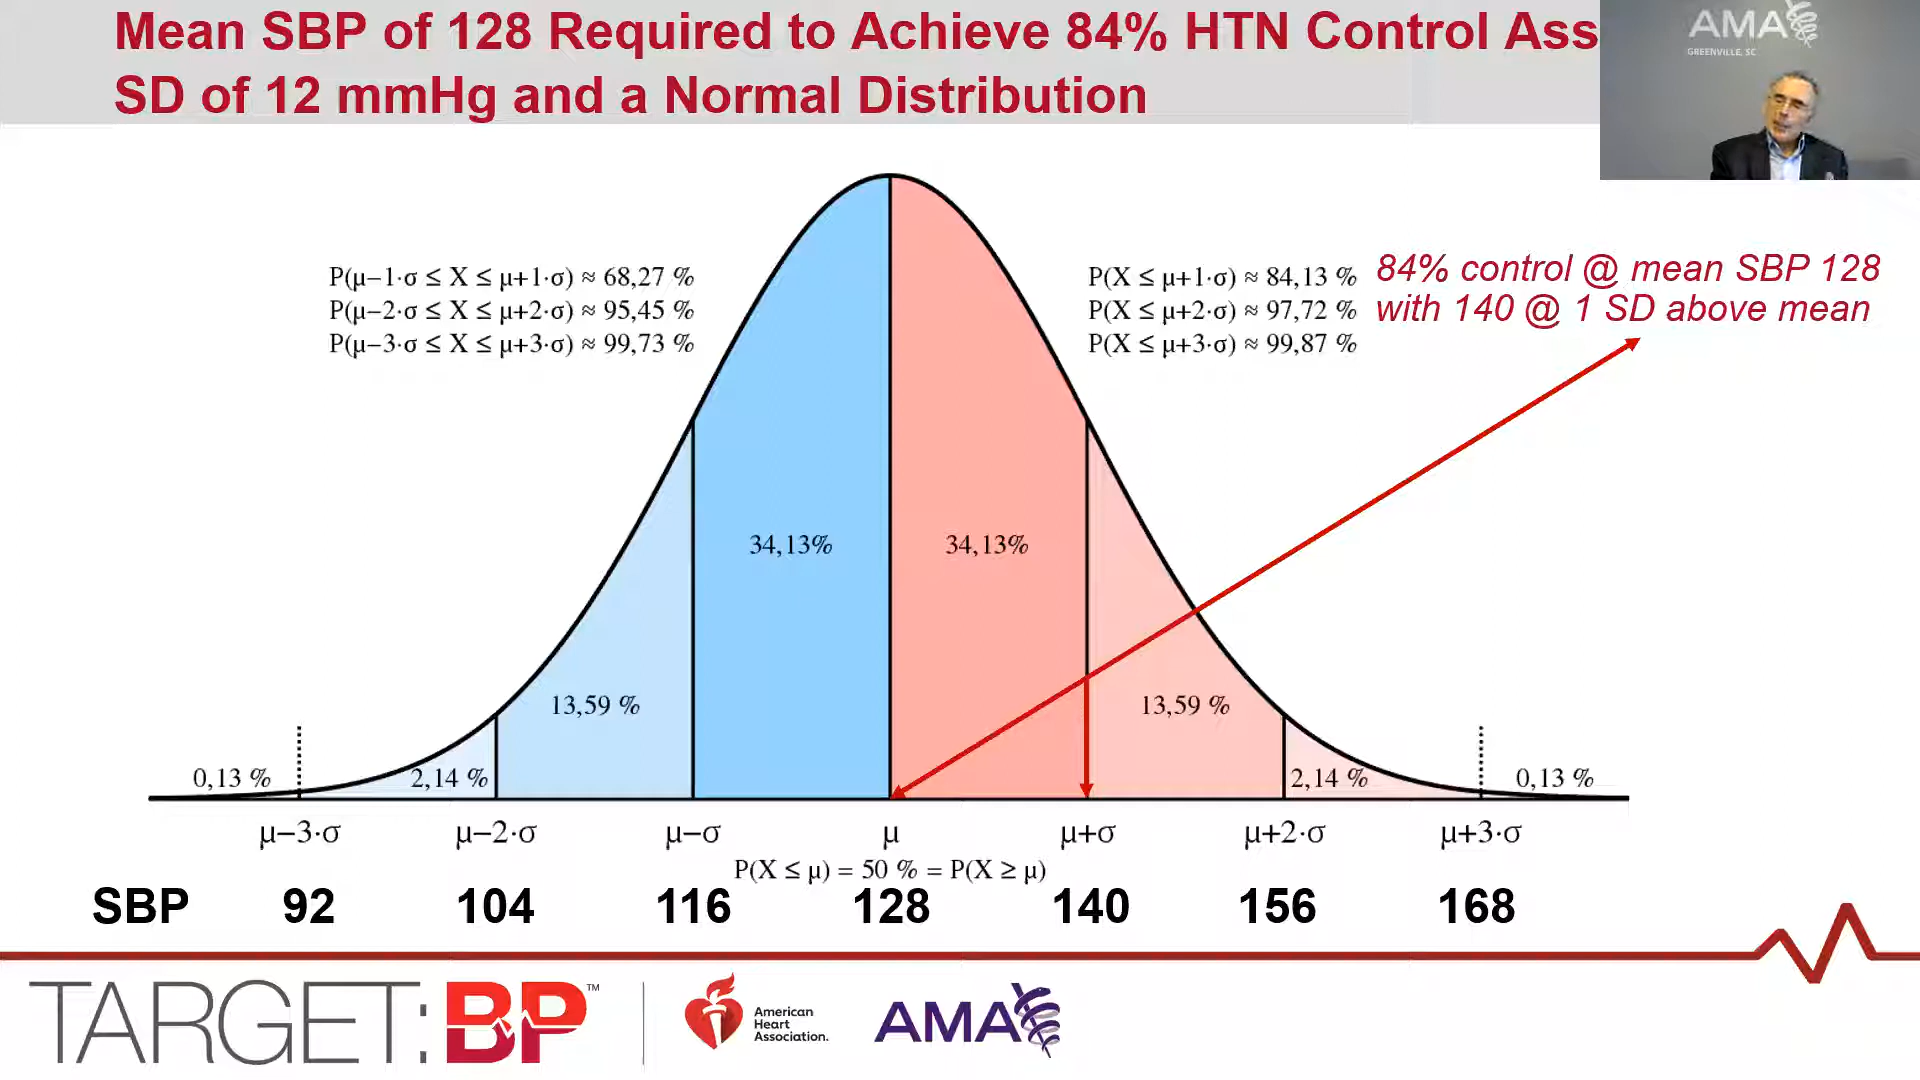 Mean SBP of 128 Required to Achieve 84% HTN Control Ass
SD of 12 mmHg and a Normal Distribution
AMA
GREENVILLE, SC
P(μ−1·σ ≤ X ≤ μ+1·σ) ≈ 68,27 %
P(μ−2·σ ≤ X ≤ μ+2·σ) ≈ 95,45 %
P(μ−3·σ ≤ X ≤ μ+3·σ) ≈ 99,73 %
P(X ≤ μ+1·σ) ≈ 84,13 %
P(X ≤ μ+2·σ) ≈ 97,72 %
P(X ≤ μ+3·σ) ≈ 99,87 %
84% control @ mean SBP 128
with 140 @ 1 SD above mean
34,13% 34,13%
13,59 % 13,59 %
0,13 % 2,14 % 2,14 % 0,13 %
μ−3·σ μ−2·σ μ−σ μ μ+σ μ+2·σ μ+3·σ
P(X ≤ μ) = 50 % = P(X ≥ μ)
SBP 92 104 116 128 140 156 168
TARGET:BP™
American
Heart
Association.
AMA